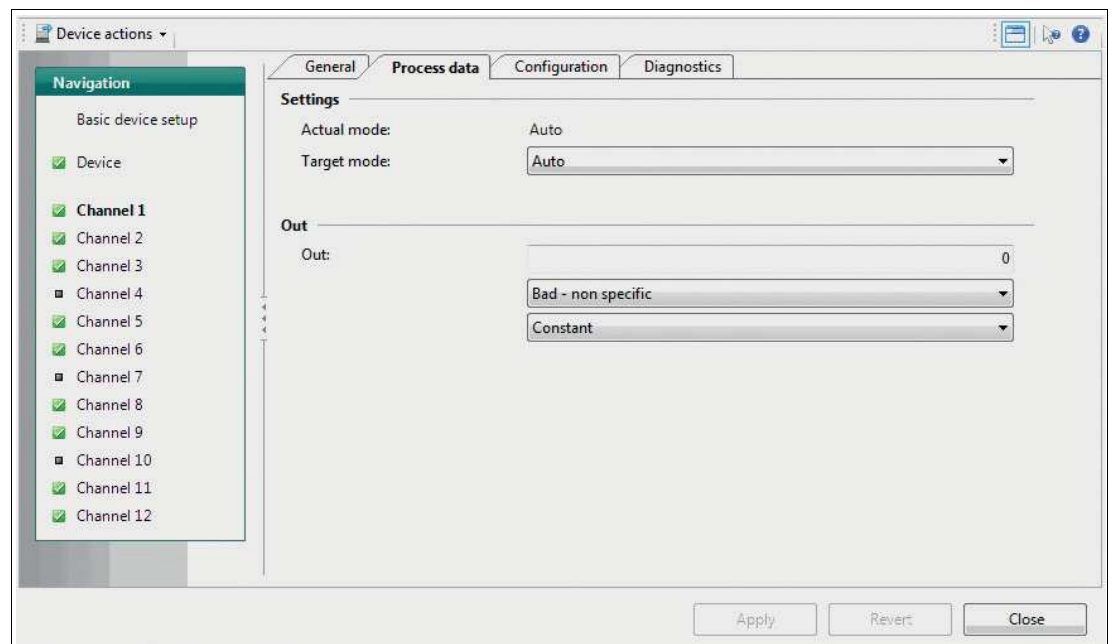 Device actions
Navigation
Basic device setup
Device
Channel 1
Channel 2
Channel 3
Channel 4
Channel 5
Channel 6
Channel 7
Channel 8
Channel 9
Channel 10
Channel 11
Channel 12
General Process data Configuration Diagnostics
Settings
Actual mode: Auto
Target mode: Auto
Out
Out: 0
Bad - non specific
Constant
Apply Revert Close